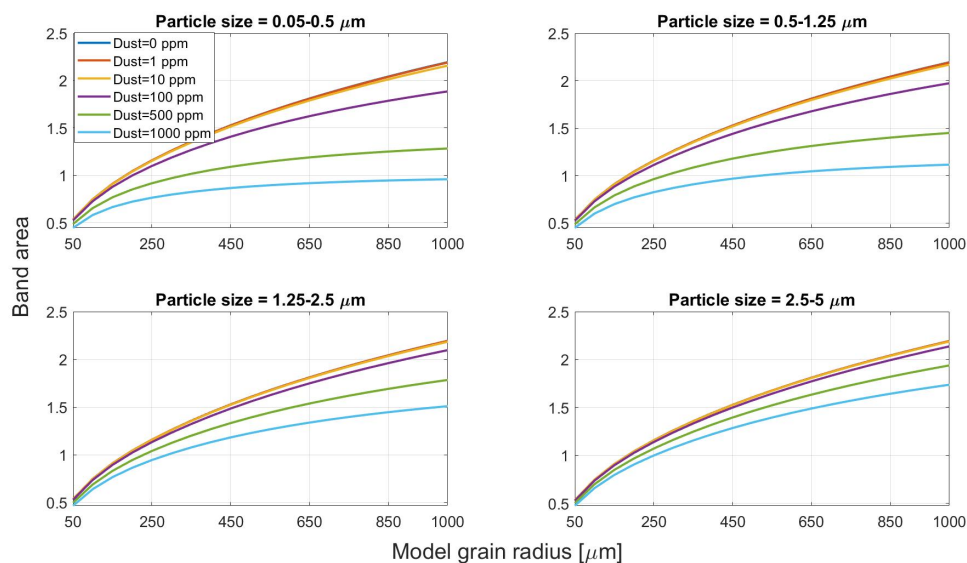 Particle size = 0.05-0.5 μm
Particle size = 0.5-1.25 μm
2.5
2
1.5
1
0.5
Dust=0 ppm
Dust=1 ppm
Dust=10 ppm
Dust=100 ppm
Dust=500 ppm
Dust=1000 ppm
50 250 450 650 850 1000
2.5
2
1.5
1
0.5
50 250 450 650 850 1000
Band area
Particle size = 1.25-2.5 μm
Particle size = 2.5-5 μm
2.5
2
1.5
1
0.5
50 250 450 650 850 1000
2.5
2
1.5
1
0.5
50 250 450 650 850 1000
Model grain radius [μm]